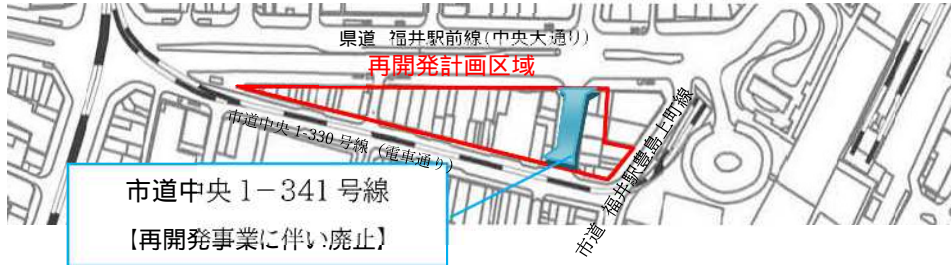 県道 福井駅前線(中央大通り)
再開発計画区域
市道中央1-330号線（電車通り）
市道 福井駅豊島上町線
市道中央１－341号線
【再開発事業に伴い廃止】